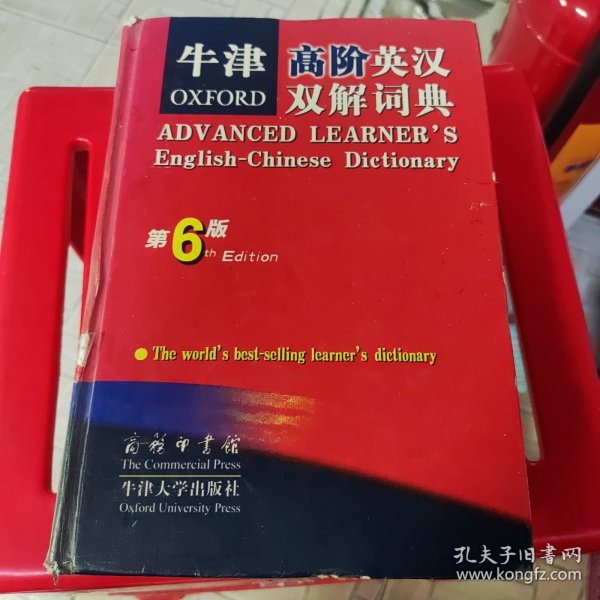 牛津
OXFORD
高阶英汉
双解词典
ADVANCED LEARNER'S
English-Chinese Dictionary
第6版
th Edition
The world's best-selling learner's dictionary
商务印书馆
The Commercial Press
牛津大学出版社
Oxford University Press
孔夫子旧书网
www.kongfz.com